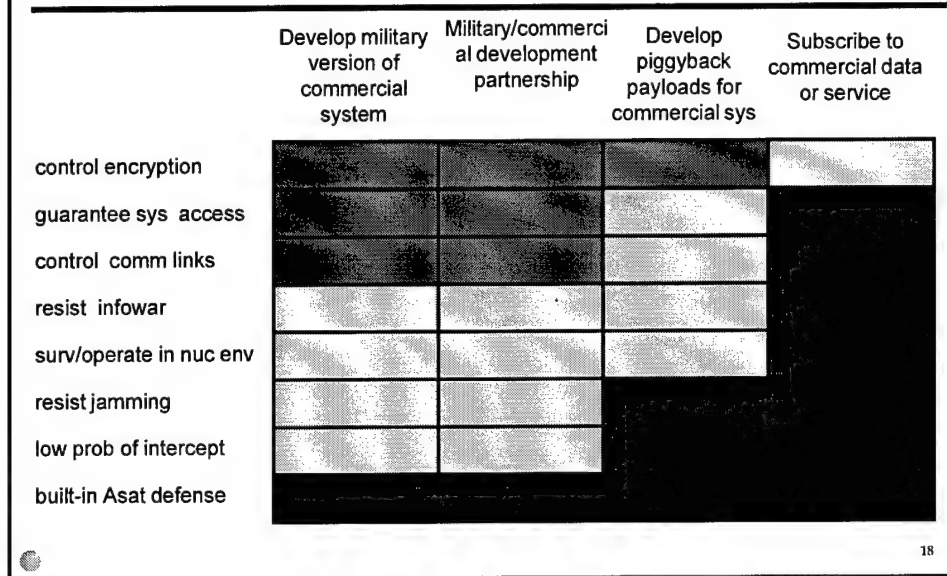 Develop military
version of
commercial
system
Military/commerci
al development
partnership
Develop
piggyback
payloads for
commercial sys
Subscribe to
commercial data
or service
control encryption
guarantee sys access
control comm links
resist infowar
surv/operate in nuc env
resist jamming
low prob of intercept
built-in Asat defense
18